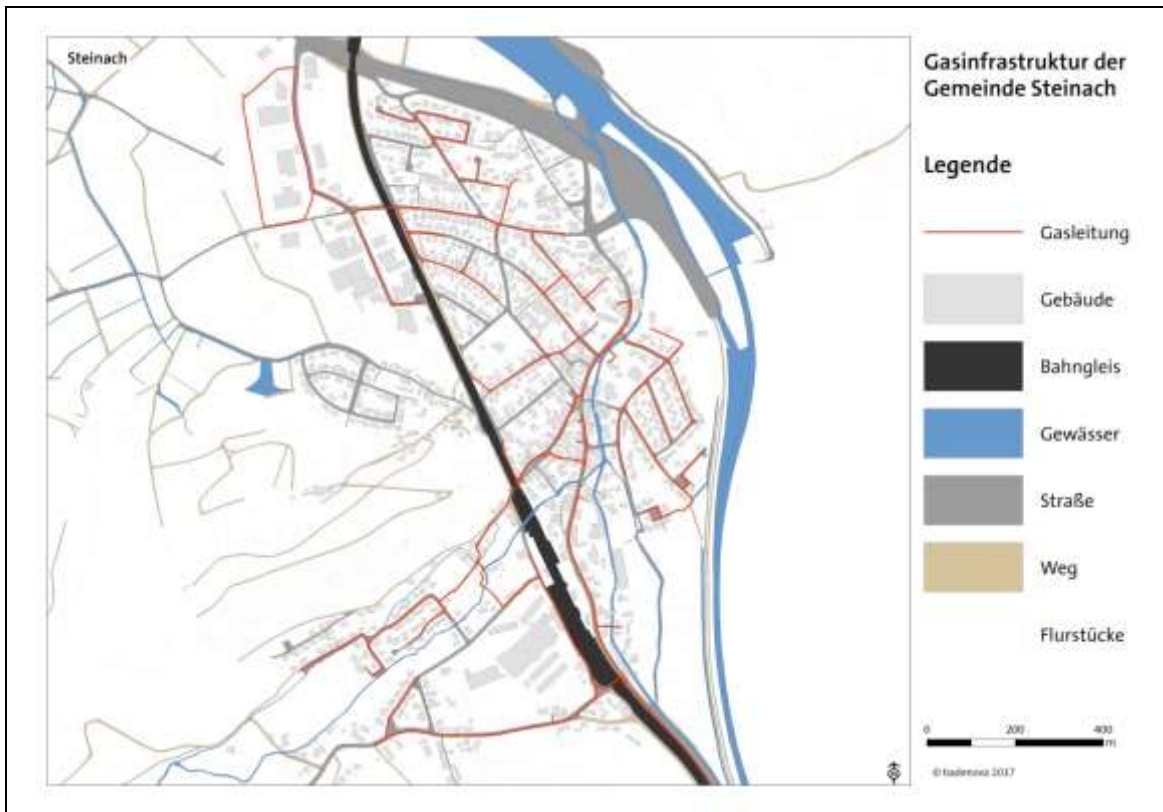 Steinach
Gasinfrastruktur der
Gemeinde Steinach
Legende
Gasleitung
Gebäude
Bahngleis
Gewässer
Straße
Weg
Flurstücke
0 200 400
m
© badenova 2017